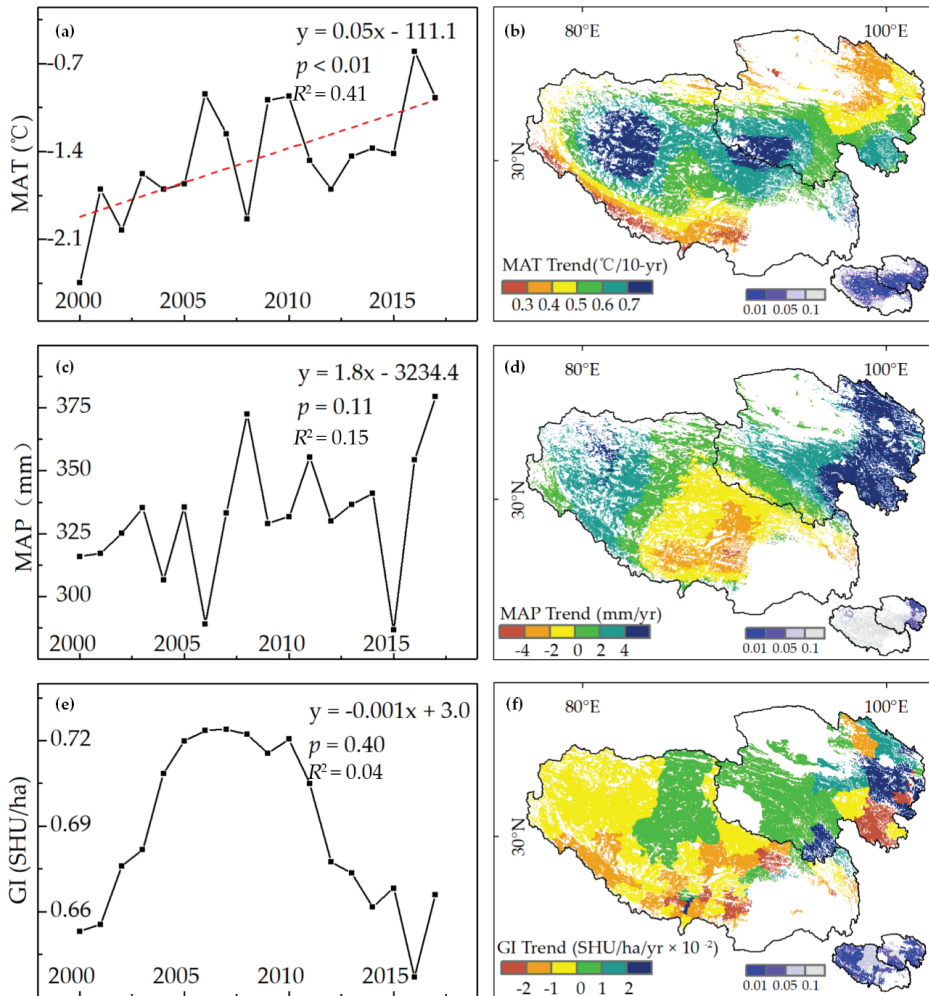 (a)
y = 0.05x - 111.1
p < 0.01
R² = 0.41
MAT (℃)
-0.7
-1.4
-2.1
2000 2005 2010 2015
(b)
80°E 100°E
30°N
MAT Trend(℃/10-yr)
0.3 0.4 0.5 0.6 0.7
0.01 0.05 0.1
(c)
y = 1.8x - 3234.4
p = 0.11
R² = 0.15
MAP (mm)
375
350
325
300
2000 2005 2010 2015
(d)
80°E 100°E
30°N
MAP Trend (mm/yr)
-4 -2 0 2 4
0.01 0.05 0.1
(e)
y = -0.001x + 3.0
p = 0.40
R² = 0.04
GI (SHU/ha)
0.72
0.69
0.66
2000 2005 2010 2015
(f)
80°E 100°E
30°N
GI Trend (SHU/ha/yr × 10⁻²)
-2 -1 0 1 2
0.01 0.05 0.1